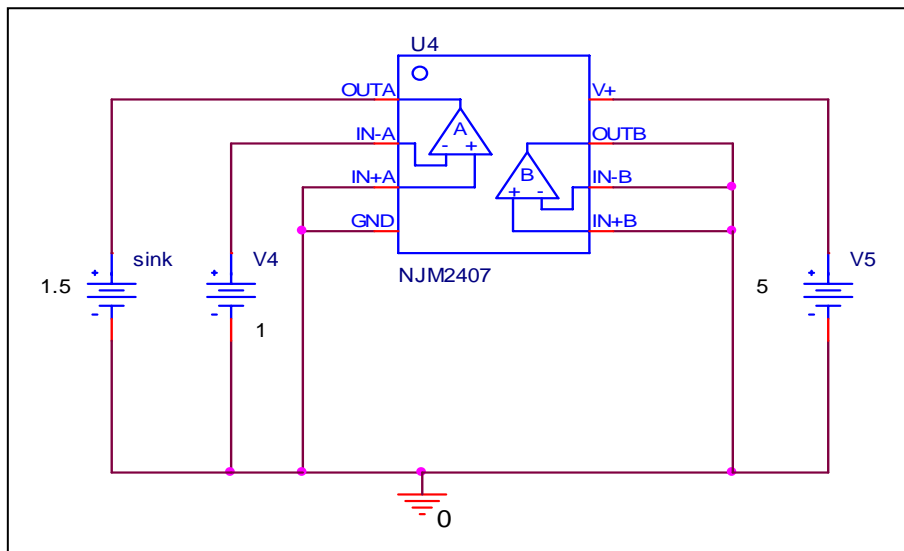 U4
OUTA
V+
IN-A
A
OUTB
- +
IN+A
B
IN-B
+ -
GND
IN+B
sink
V4
NJM2407
V5
+
+
+
1.5
5
-
-
-
1
0